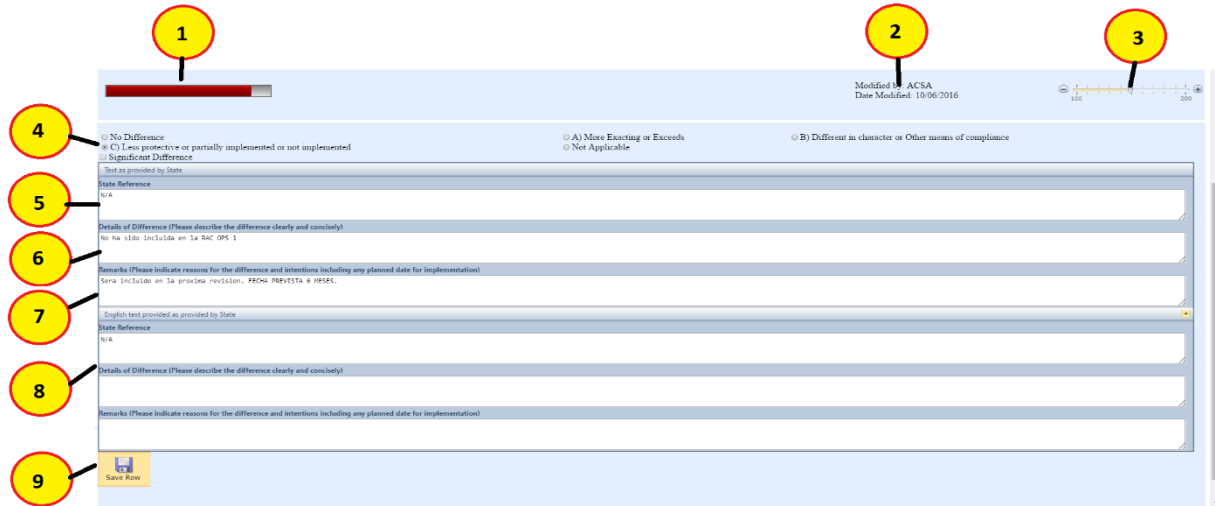 1
2
3
Modified by: ACSA
Date Modified: 10/06/2016
100 200
4
No Difference A) More Exacting or Exceeds B) Different in character or Other means of compliance
C) Less protective or partially implemented or not implemented Not Applicable
Significant Difference
Text as provided by State
State Reference
5
N/A
Details of Difference (Please describe the difference clearly and concisely)
No ha sido incluida en la RAC OPS 1
6
Remarks (Please indicate reasons for the difference and intentions including any planned date for implementation)
Sera incluido en la proxima revision. FECHA PREVISTA 6 MESES.
7
English text provided as provided by State
State Reference
N/A
8
Details of Difference (Please describe the difference clearly and concisely)
Remarks (Please indicate reasons for the difference and intentions including any planned date for implementation)
9
Save Row